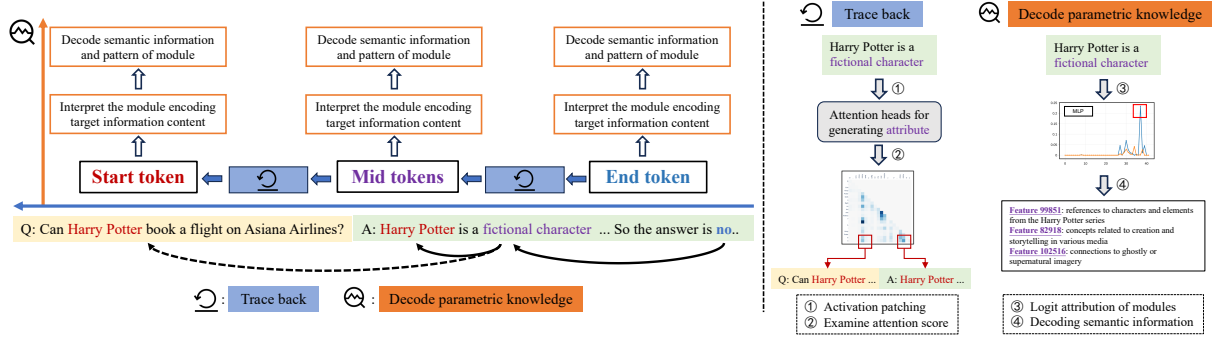 Decode semantic information
and pattern of module
Decode semantic information
and pattern of module
Decode semantic information
and pattern of module
Interpret the module encoding
target information content
Interpret the module encoding
target information content
Interpret the module encoding
target information content
Start token
Mid tokens
End token
Q: Can Harry Potter book a flight on Asiana Airlines?
A: Harry Potter is a fictional character ... So the answer is no..
: Trace back
: Decode parametric knowledge
Trace back
Harry Potter is a
fictional character
①
Attention heads for
generating attribute
②
Q: Can Harry Potter ...
A: Harry Potter ...
① Activation patching
② Examine attention score
Decode parametric knowledge
Harry Potter is a
fictional character
③
MLP
④
Feature 99851: references to characters and elements
from the Harry Potter series
Feature 82918: concepts related to creation and
storytelling in various media
Feature 102516: connections to ghostly or
supernatural imagery
③ Logit attribution of modules
④ Decoding semantic information